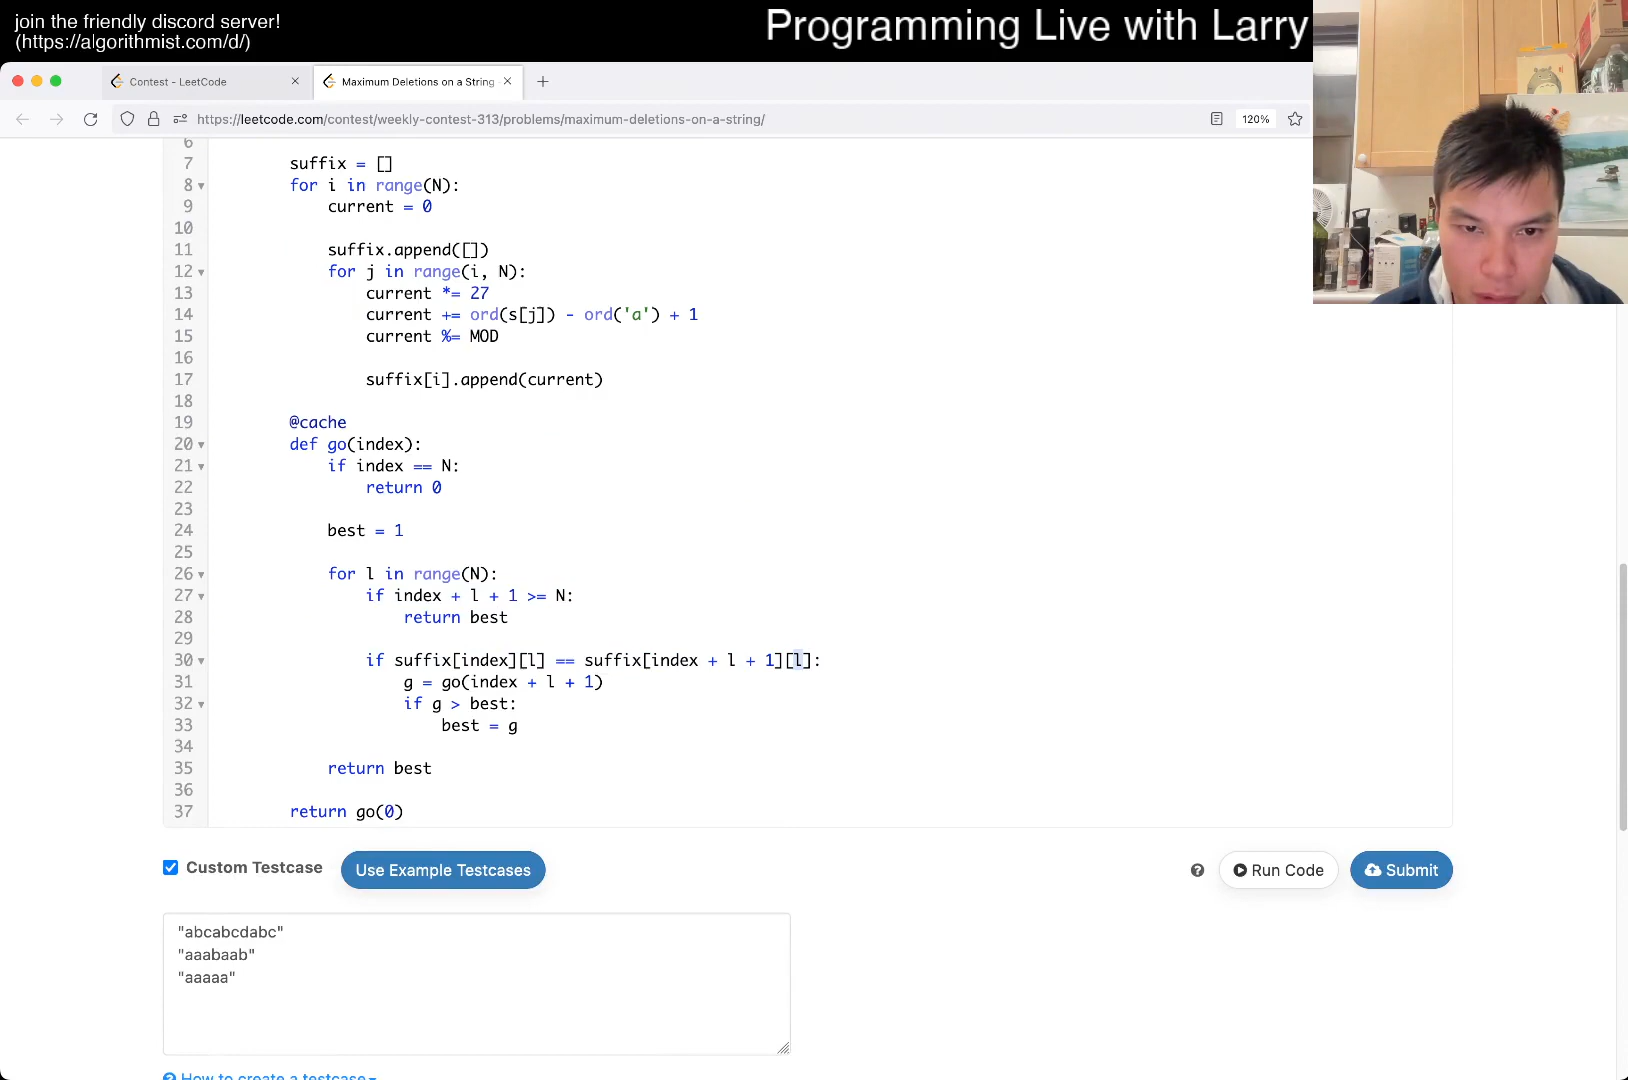 join the friendly discord server!
(https://algorithmist.com/d/)
Programming Live with Larry
Contest - LeetCode
Maximum Deletions on a String
https://leetcode.com/contest/weekly-contest-313/problems/maximum-deletions-on-a-string/
120%
6
7 suffix = []
8 for i in range(N):
9 current = 0
10
11 suffix.append([])
12 for j in range(i, N):
13 current *= 27
14 current += ord(s[j]) - ord('a') + 1
15 current %= MOD
16
17 suffix[i].append(current)
18
19 @cache
20 def go(index):
21 if index == N:
22 return 0
23
24 best = 1
25
26 for l in range(N):
27 if index + l + 1 >= N:
28 return best
29
30 if suffix[index][l] == suffix[index + l + 1][l]:
31 g = go(index + l + 1)
32 if g > best:
33 best = g
34
35 return best
36
37 return go(0)
Custom Testcase
Use Example Testcases
Run Code
Submit
"abcabcdabc"
"aaabaab"
"aaaaa"
How to create a testcase